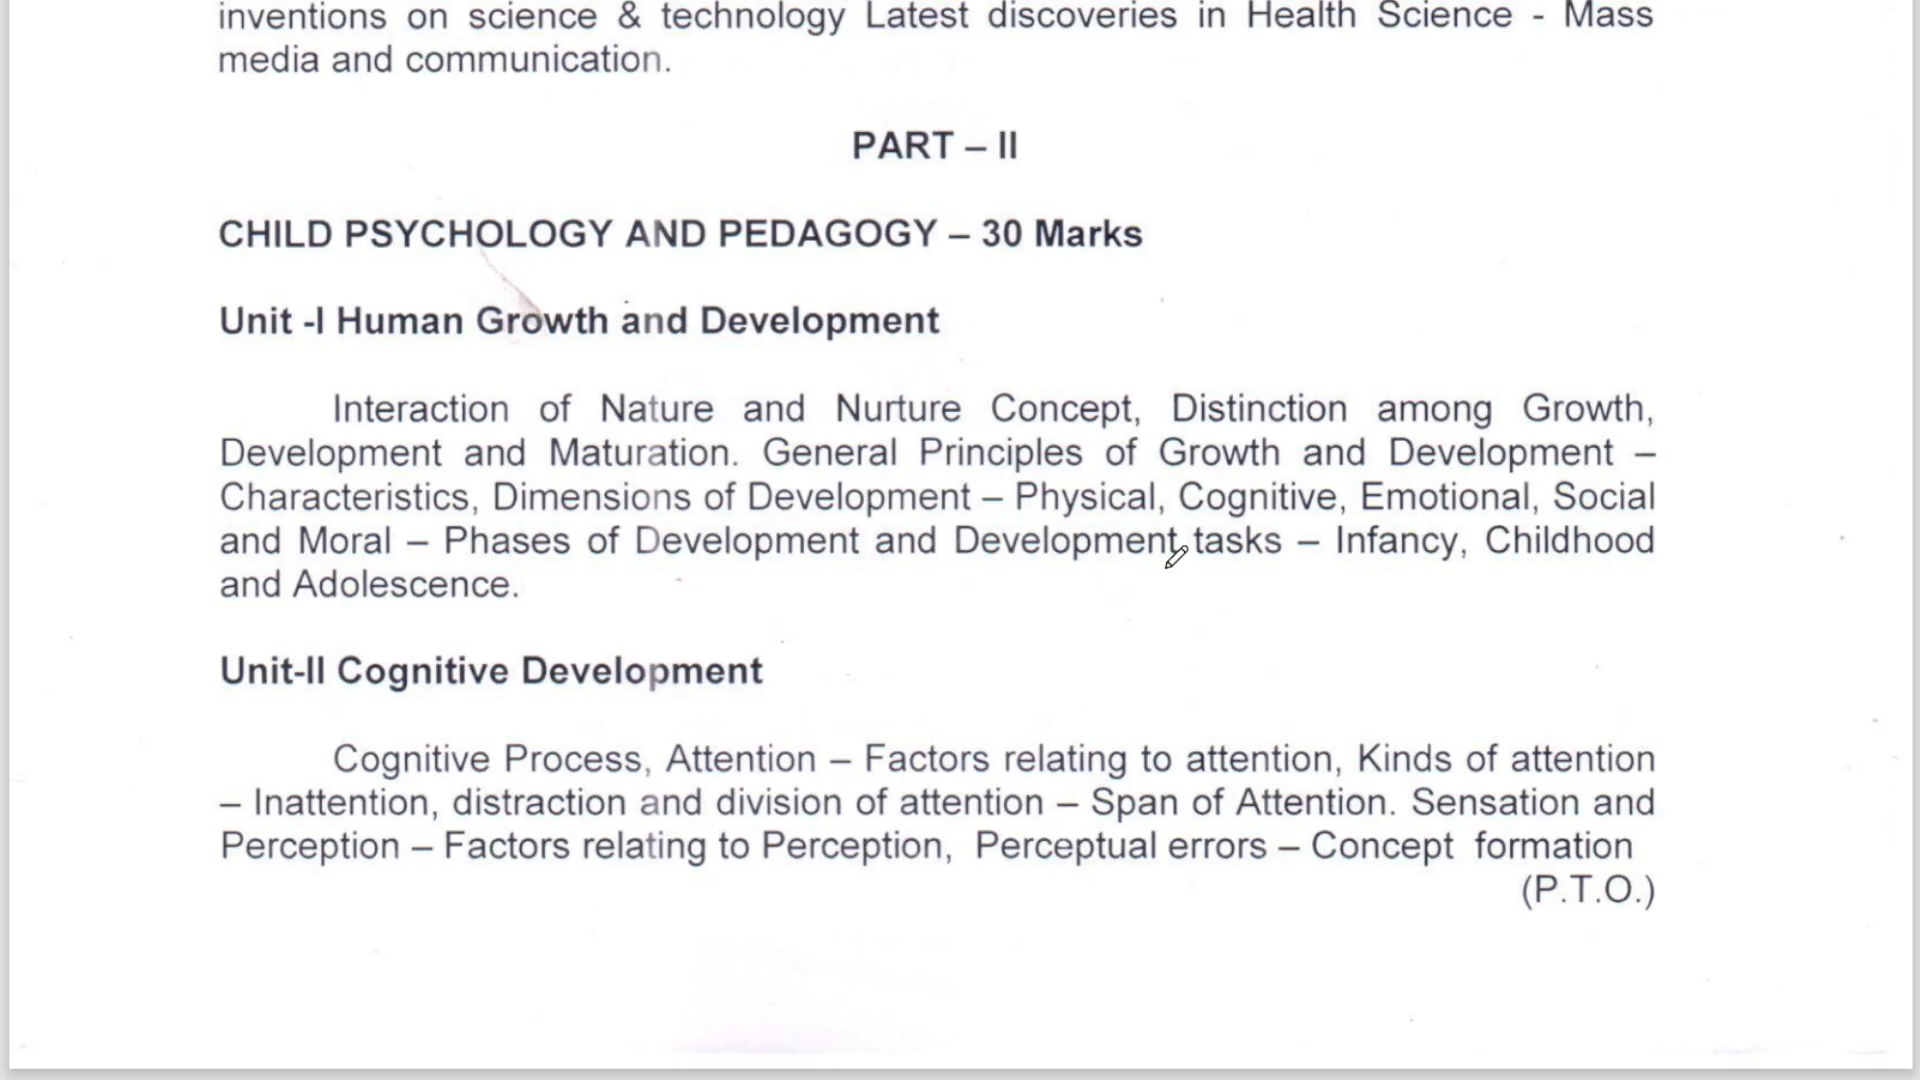 inventions on science & technology Latest discoveries in Health Science - Mass
media and communication.
PART – II
CHILD PSYCHOLOGY AND PEDAGOGY – 30 Marks
Unit -I Human Growth and Development
Interaction of Nature and Nurture Concept, Distinction among Growth,
Development and Maturation. General Principles of Growth and Development –
Characteristics, Dimensions of Development – Physical, Cognitive, Emotional, Social
and Moral – Phases of Development and Development tasks – Infancy, Childhood
and Adolescence.
Unit-II Cognitive Development
Cognitive Process, Attention – Factors relating to attention, Kinds of attention
– Inattention, distraction and division of attention – Span of Attention. Sensation and
Perception – Factors relating to Perception, Perceptual errors – Concept formation
(P.T.O.)